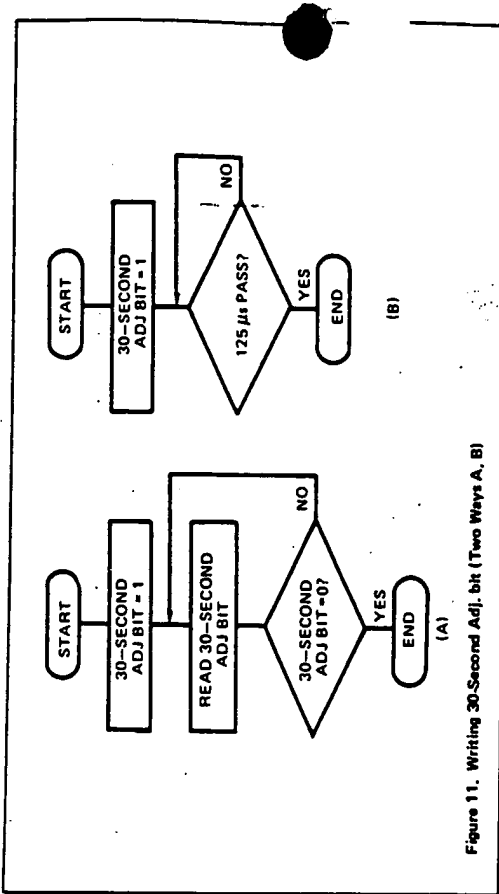 START
30-SECOND
ADJ BIT = 1
READ 30-SECOND
ADJ BIT
30-SECOND
ADJ BIT =0?
NO
YES
END
(A)
START
30-SECOND
ADJ BIT = 1
125 µs PASS?
NO
YES
END
(B)
Figure 11. Writing 30-Second Adj. bit (Two Ways A, B)